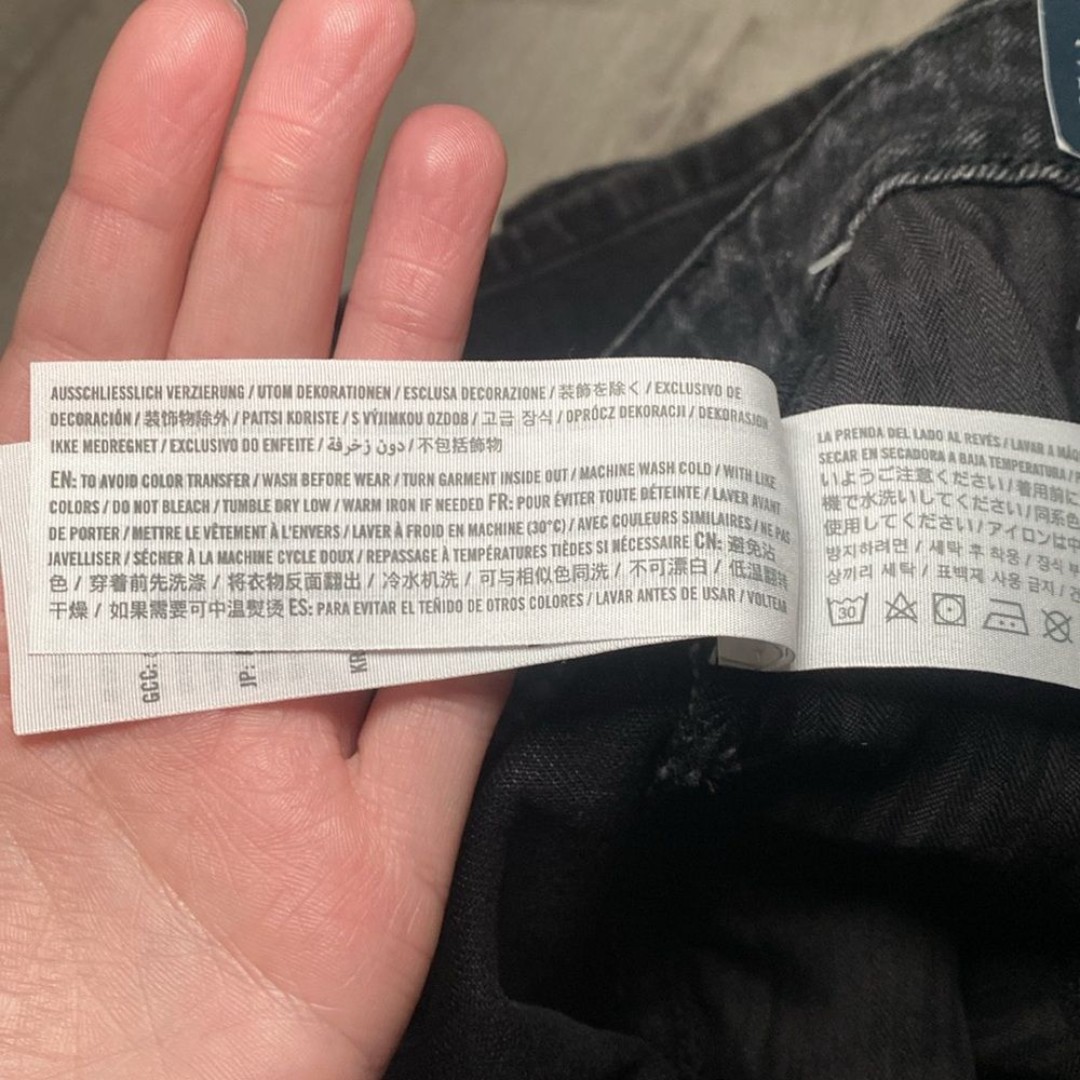 AUSSCHLIESSLICH VERZIERUNG / UTOM DEKORATIONEN / ESCLUSA DECORAZIONE / 装飾を除く / EXCLUSIVO DE
DECORACIÓN / 装饰物除外 / PAITSI KORISTE / S VÝJIMKOU OZDOB / 고급 장식 / OPRÓCZ DEKORACJI / DEKORASJON
IKKE MEDREGNET / EXCLUSIVO DO ENFEITE / دون زخرفة / 不包括飾物
EN: TO AVOID COLOR TRANSFER / WASH BEFORE WEAR / TURN GARMENT INSIDE OUT / MACHINE WASH COLD / WITH LIKE
COLORS / DO NOT BLEACH / TUMBLE DRY LOW / WARM IRON IF NEEDED FR: POUR ÉVITER TOUTE DÉTEINTE / LAVER AVANT
DE PORTER / METTRE LE VÊTEMENT À L'ENVERS / LAVER À FROID EN MACHINE (30°C) / AVEC COULEURS SIMILAIRES / NE PAS
JAVELLISER / SÉCHER À LA MACHINE CYCLE DOUX / REPASSAGE À TEMPÉRATURES TIÈDES SI NÉCESSAIRE CN: 避免沾
色 / 穿着前先洗涤 / 将衣物反面翻出 / 冷水机洗 / 可与相似色同洗 / 不可漂白 / 低温翻转
干燥 / 如果需要可中温熨烫 ES: PARA EVITAR EL TEÑIDO DE OTROS COLORES / LAVAR ANTES DE USAR / VOLTEAR
GCC:
JP:
KR
LA PRENDA DEL LADO AL REVÉS / LAVAR A MÁQ
SECAR EN SECADORA A BAJA TEMPERATURA /
いようご注意ください / 着用前に
機で水洗いしてください / 同系色
使用してください / アイロンは中
방지하려면 / 세탁 후 착용 / 장식 부
상끼리 세탁 / 표백제 사용 금지 / 건
30